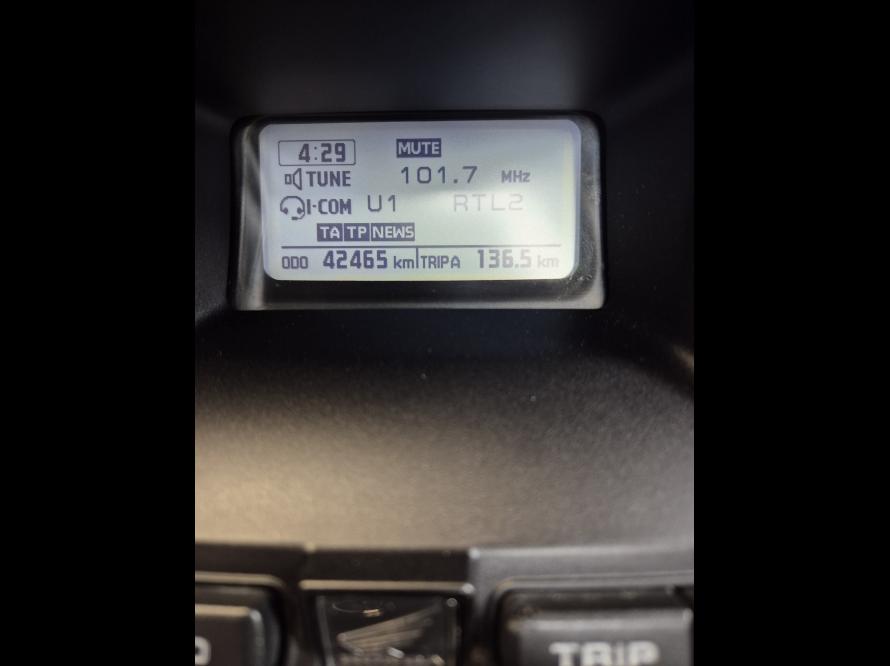 4:29 MUTE
TUNE 101.7 MHz
I-COM U1 RTL2
TA TP NEWS
ODO 42465 km TRIP A 136.5 km
TRIP